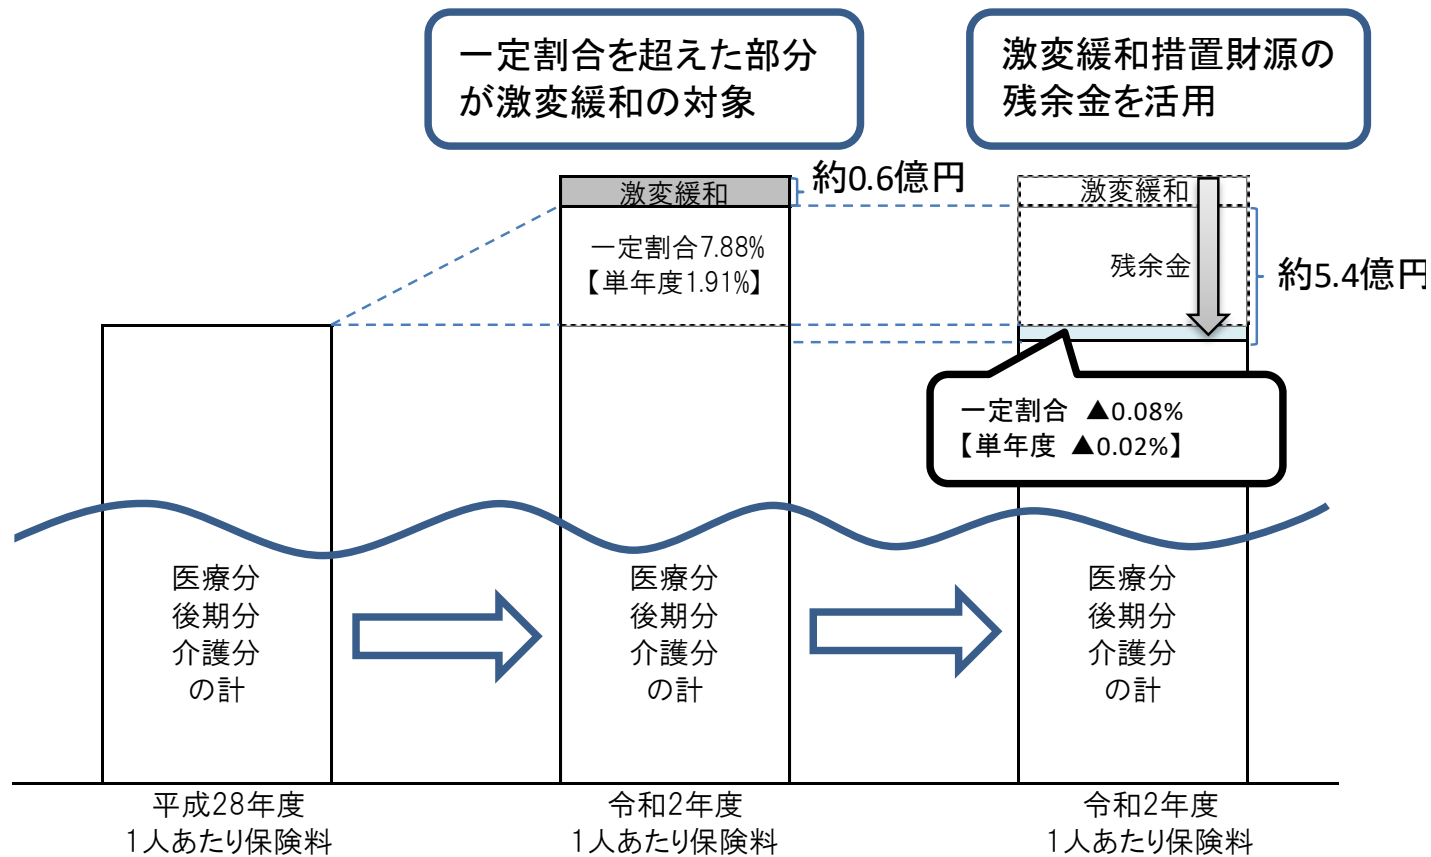 一定割合を超えた部分
が激変緩和の対象
激変緩和措置財源の
残余金を活用
激変緩和
約0.6億円
激変緩和
一定割合7.88%
【単年度1.91%】
残余金
約5.4億円
一定割合 ▲0.08%
【単年度 ▲0.02%】
医療分
後期分
介護分
の計
医療分
後期分
介護分
の計
医療分
後期分
介護分
の計
平成28年度
1人あたり保険料
令和2年度
1人あたり保険料
令和2年度
1人あたり保険料